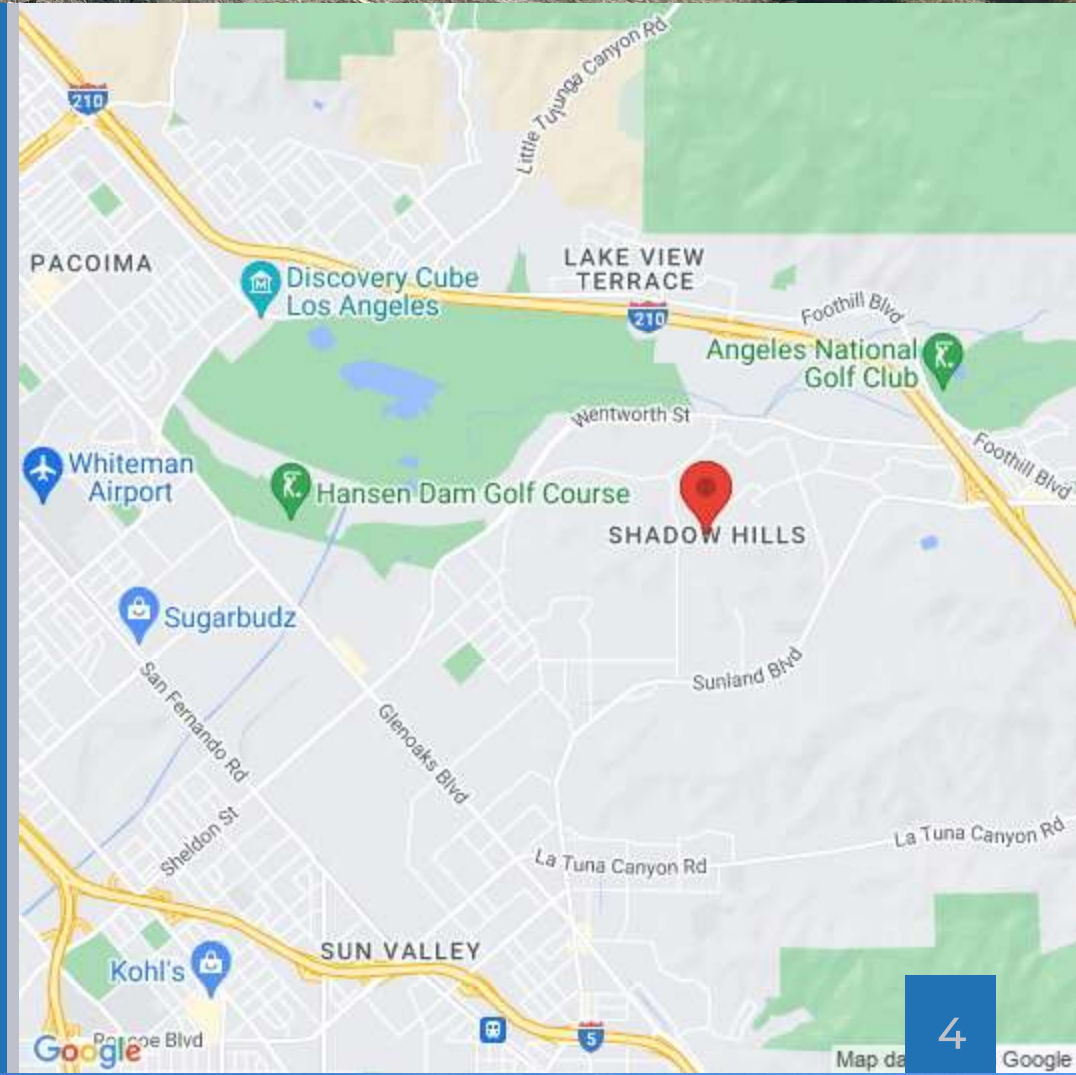 Little Tujunga Canyon Rd
210
PACOIMA
LAKE VIEW
TERRACE
Discovery Cube
Los Angeles
210
Foothill Blvd
Angeles National
Golf Club
Wentworth St
Foothill Blvd
Whiteman
Airport
Hansen Dam Golf Course
SHADOW HILLS
Sugarbudz
San Fernando Rd
Sunland Blvd
Glenoaks Blvd
Sheldon St
La Tuna Canyon Rd
La Tuna Canyon Rd
SUN VALLEY
Kohl's
5
Roscoe Blvd
Google
4
Map da
Google